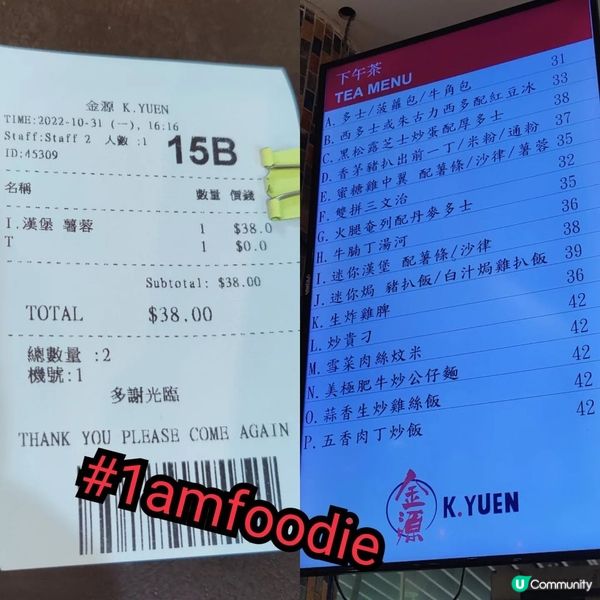 金源 K.YUEN
TIME:2022-10-31 (一), 16:16
Staff:Staff 2 人數 :1
ID:45309
15B
名稱 數量 價錢
I.漢堡 薯蓉 1 $38.0
T 1 $0.0
Subtotal: $38.00
TOTAL $38.00
總數量 :2
機號:1
多謝光臨
THANK YOU PLEASE COME AGAIN
#1amfoodie
下午茶
TEA MENU
A. 多士/菠蘿包/牛角包 31
B. 西多士或朱古力西多配紅豆冰 33
C. 黑松露芝士炒蛋配厚多士 38
D. 香茅豬扒出前一丁/米粉/通粉 37
E. 蜜糖雞中翼 配薯條/沙律/薯蓉 35
F. 雙拼三文治 32
G. 火腿奄列配丹麥多士 35
H. 牛腩丁湯河 36
I. 迷你漢堡 配薯條/沙律 38
J. 迷你焗 豬扒飯/白汁焗雞扒飯 39
K. 生炸雞脾 36
L. 炒貴刁 42
M. 雪菜肉絲炆米 42
N. 美極肥牛炒公仔麵 42
O. 蒜香生炒雞絲飯 42
P. 五香肉丁炒飯
金源 K.YUEN
U Community